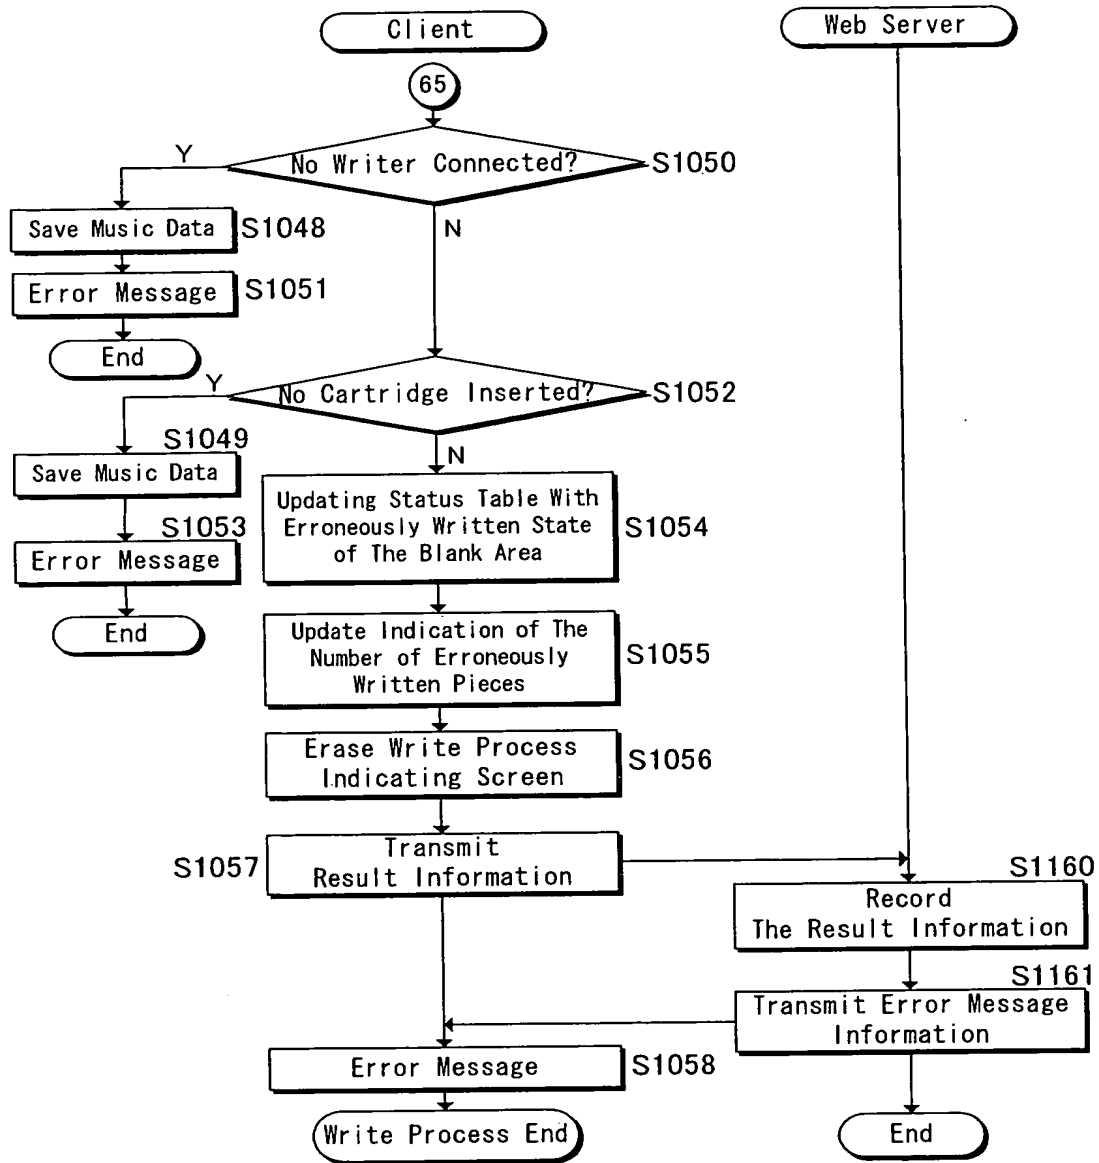 Client
Web Server
65
Y
No Writer Connected?
S1050
Save Music Data
S1048
N
Error Message
S1051
End
Y
No Cartridge Inserted?
S1052
S1049
N
Save Music Data
Updating Status Table With
Erroneously Written State
of The Blank Area
S1054
S1053
Error Message
End
Update Indication of The
Number of Erroneously
Written Pieces
S1055
Erase Write Process
Indicating Screen
S1056
S1057
Transmit
Result Information
S1160
Record
The Result Information
S1161
Transmit Error Message
Information
Error Message
S1058
Write Process End
End